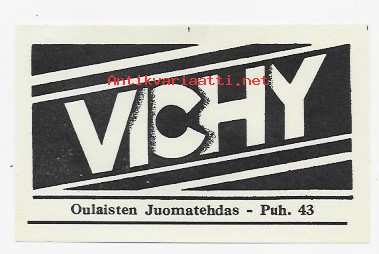 Antikvariaatti.net
VICHY
Oulaisten Juomatehdas - Puh. 43